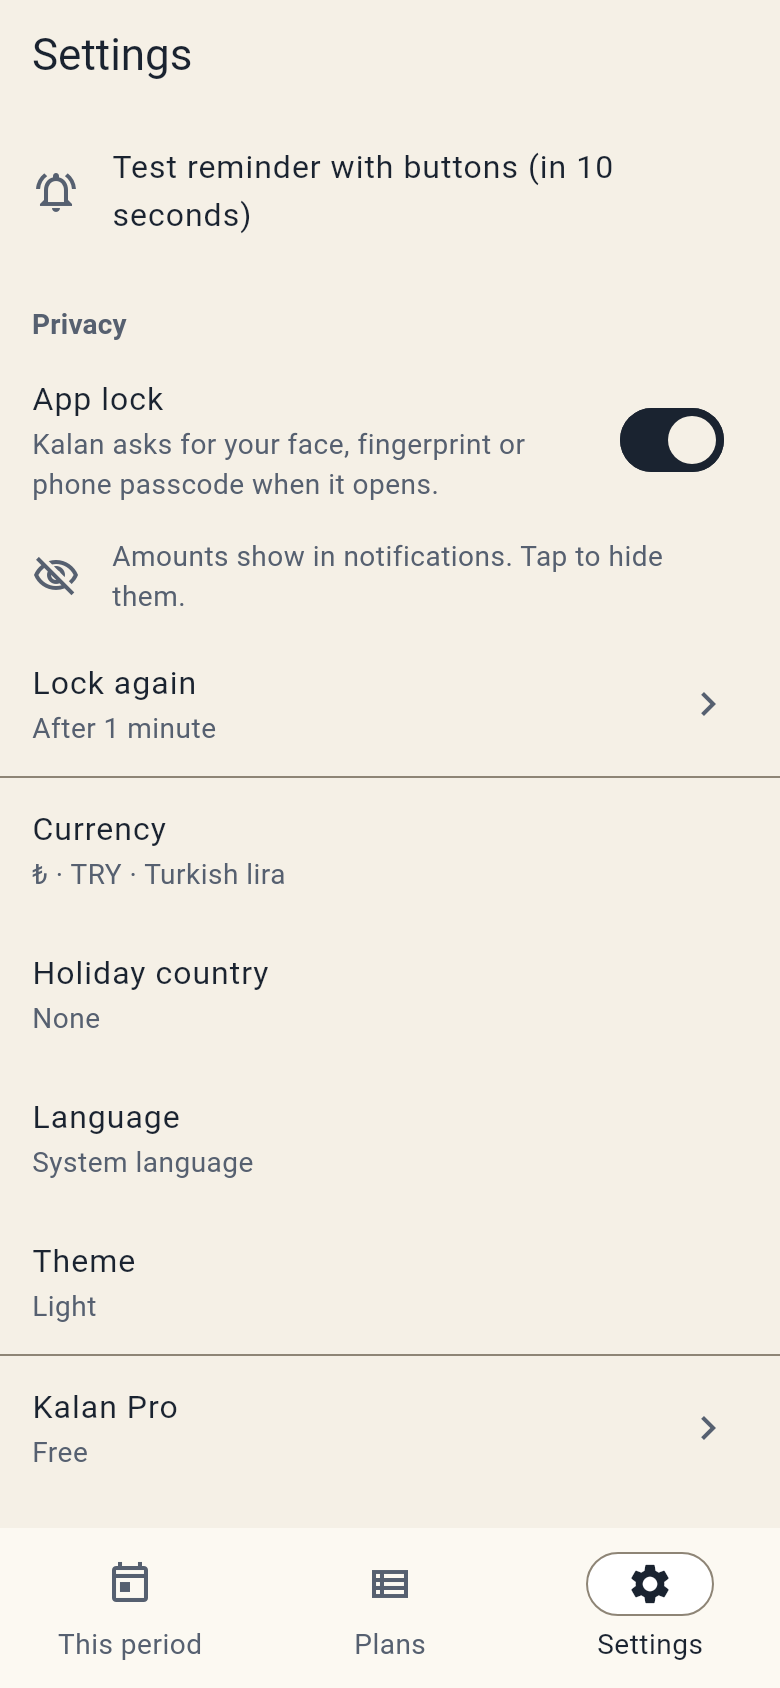 Settings
Test reminder with buttons (in 10
seconds)
Privacy
App lock
Kalan asks for your face, fingerprint or
phone passcode when it opens.
Amounts show in notifications. Tap to hide
them.
Lock again
After 1 minute
Currency
₺ · TRY · Turkish lira
Holiday country
None
Language
System language
Theme
Light
Kalan Pro
Free
This period
Plans
Settings